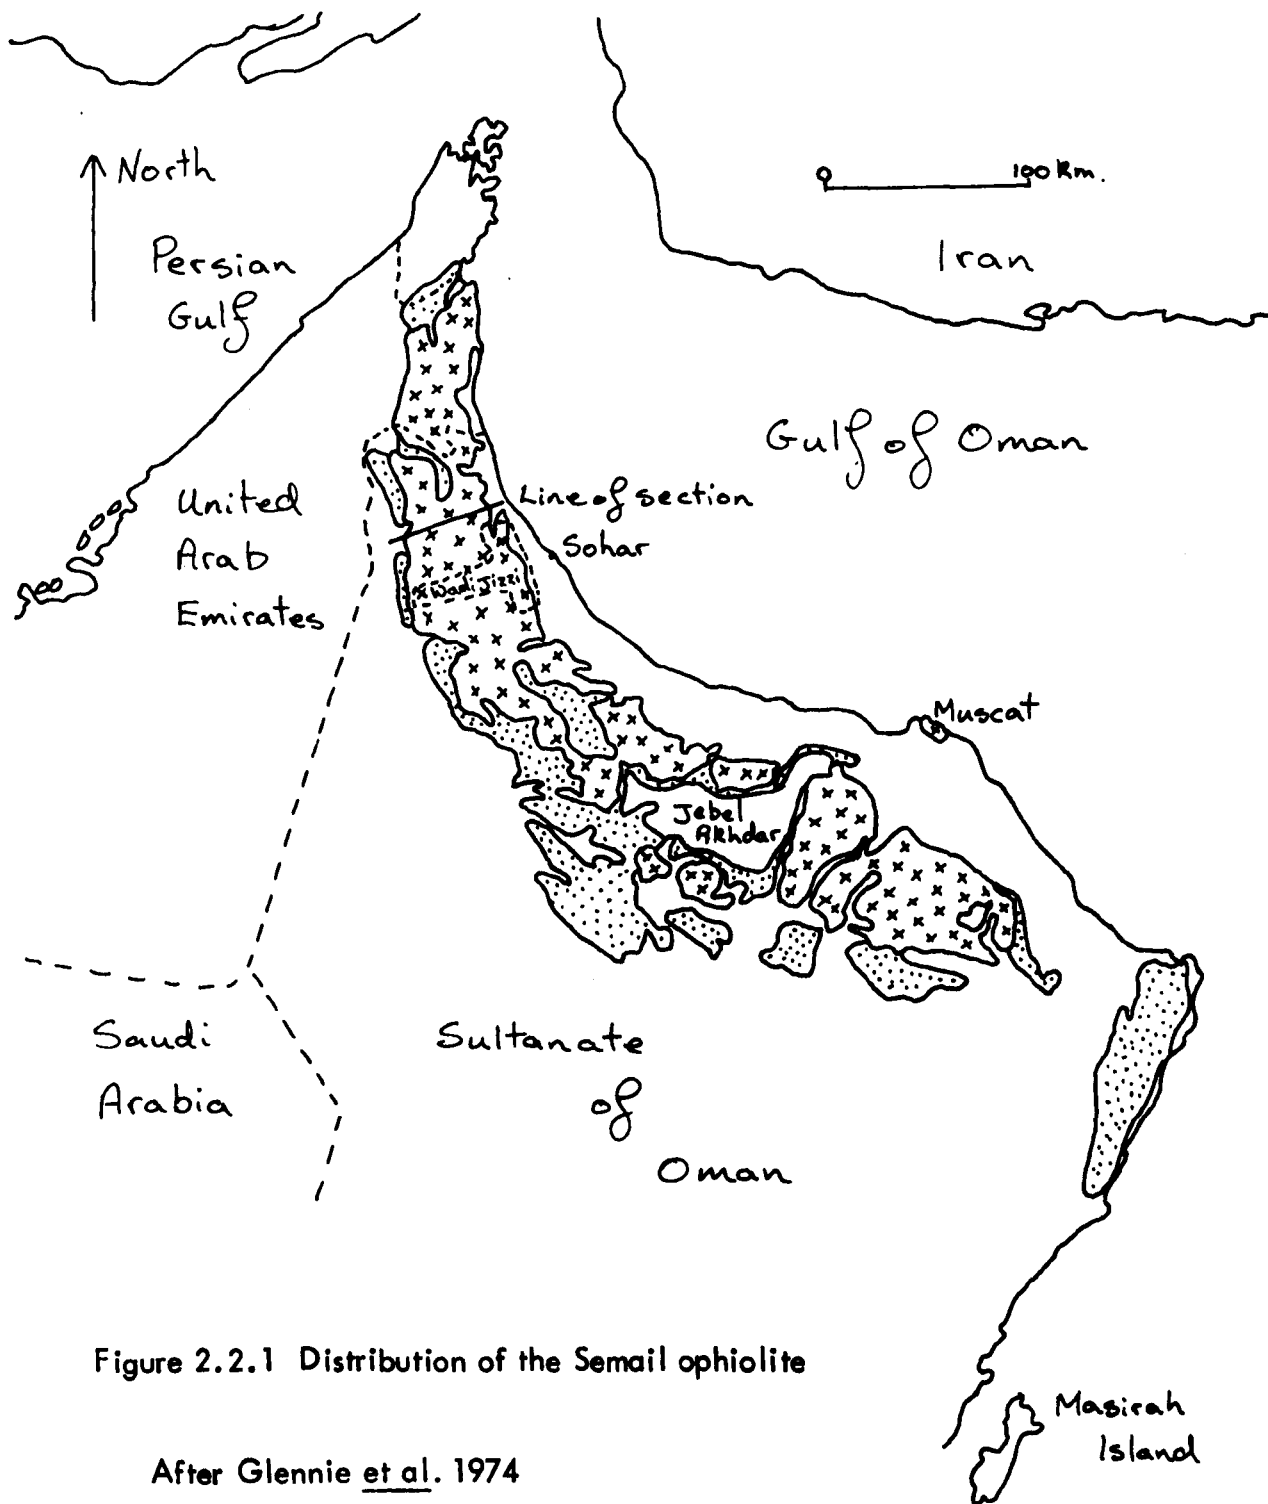 North
Persian
Gulf
0 100 Km.
Iran
Gulf of Oman
United
Arab
Emirates
Line of section
Sohar
Wadi Jizzi
Muscat
Jebel
Akhdar
Saudi
Arabia
Sultanate
of
Oman
Figure 2.2.1 Distribution of the Semail ophiolite
After Glennie et al. 1974
Masirah
Island